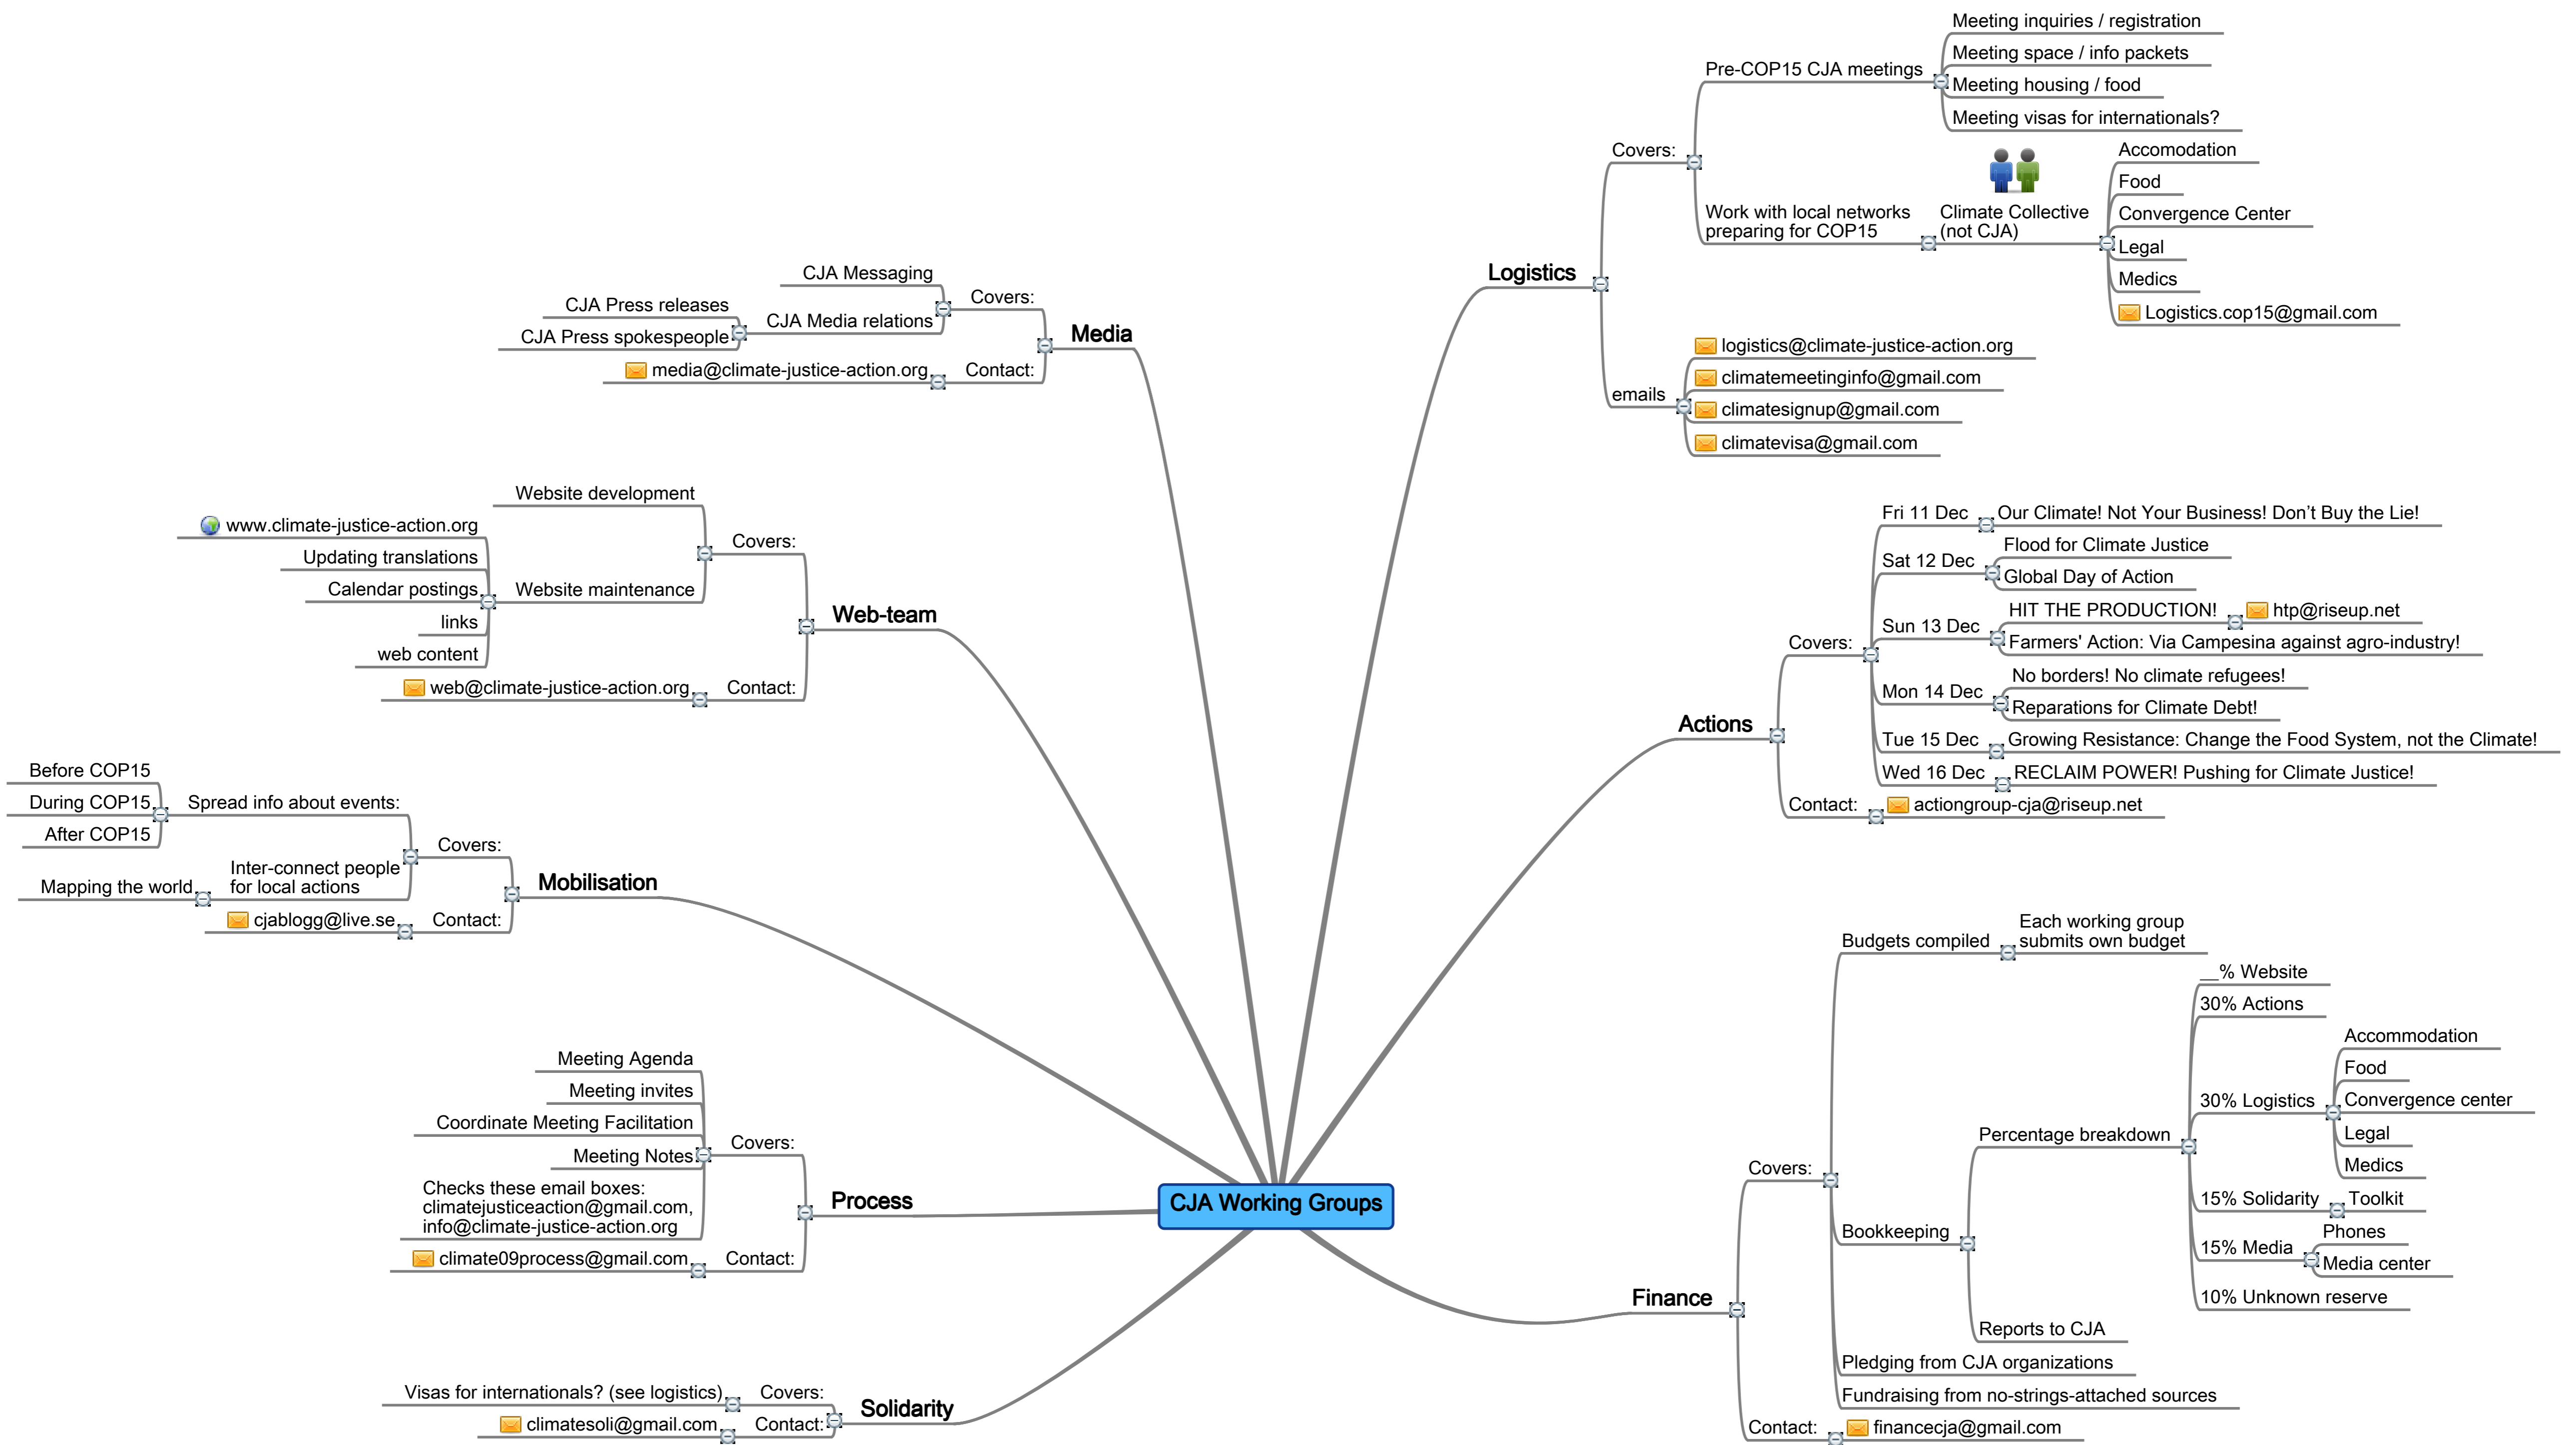 CJA Working Groups
Logistics
Covers:
Pre-COP15 CJA meetings
Meeting inquiries / registration
Meeting space / info packets
Meeting housing / food
Meeting visas for internationals?
Work with local networks
preparing for COP15
Climate Collective
(not CJA)
Accomodation
Food
Convergence Center
Legal
Medics
Logistics.cop15@gmail.com
emails
logistics@climate-justice-action.org
climatemeetinginfo@gmail.com
climatesignup@gmail.com
climatevisa@gmail.com
Actions
Covers:
Fri 11 Dec
Our Climate! Not Your Business! Don’t Buy the Lie!
Sat 12 Dec
Flood for Climate Justice
Global Day of Action
Sun 13 Dec
HIT THE PRODUCTION!
htp@riseup.net
Farmers' Action: Via Campesina against agro-industry!
Mon 14 Dec
No borders! No climate refugees!
Reparations for Climate Debt!
Tue 15 Dec
Growing Resistance: Change the Food System, not the Climate!
Wed 16 Dec
RECLAIM POWER! Pushing for Climate Justice!
Contact:
actiongroup-cja@riseup.net
Finance
Covers:
Budgets compiled
Each working group
submits own budget
Bookkeeping
Percentage breakdown
__% Website
30% Actions
30% Logistics
Accommodation
Food
Convergence center
Legal
Medics
15% Solidarity
Toolkit
15% Media
Phones
Media center
10% Unknown reserve
Reports to CJA
Pledging from CJA organizations
Fundraising from no-strings-attached sources
Contact:
financecja@gmail.com
Media
Covers:
CJA Messaging
CJA Media relations
CJA Press releases
CJA Press spokespeople
Contact:
media@climate-justice-action.org
Web-team
Covers:
Website development
Website maintenance
www.climate-justice-action.org
Updating translations
Calendar postings
links
web content
Contact:
web@climate-justice-action.org
Mobilisation
Covers:
Spread info about events:
Before COP15
During COP15
After COP15
Inter-connect people
for local actions
Mapping the world
Contact:
cjablogg@live.se
Process
Covers:
Meeting Agenda
Meeting invites
Coordinate Meeting Facilitation
Meeting Notes
Checks these email boxes:
climatejusticeaction@gmail.com,
info@climate-justice-action.org
Contact:
climate09process@gmail.com
Solidarity
Covers:
Visas for internationals? (see logistics)
Contact:
climatesoli@gmail.com